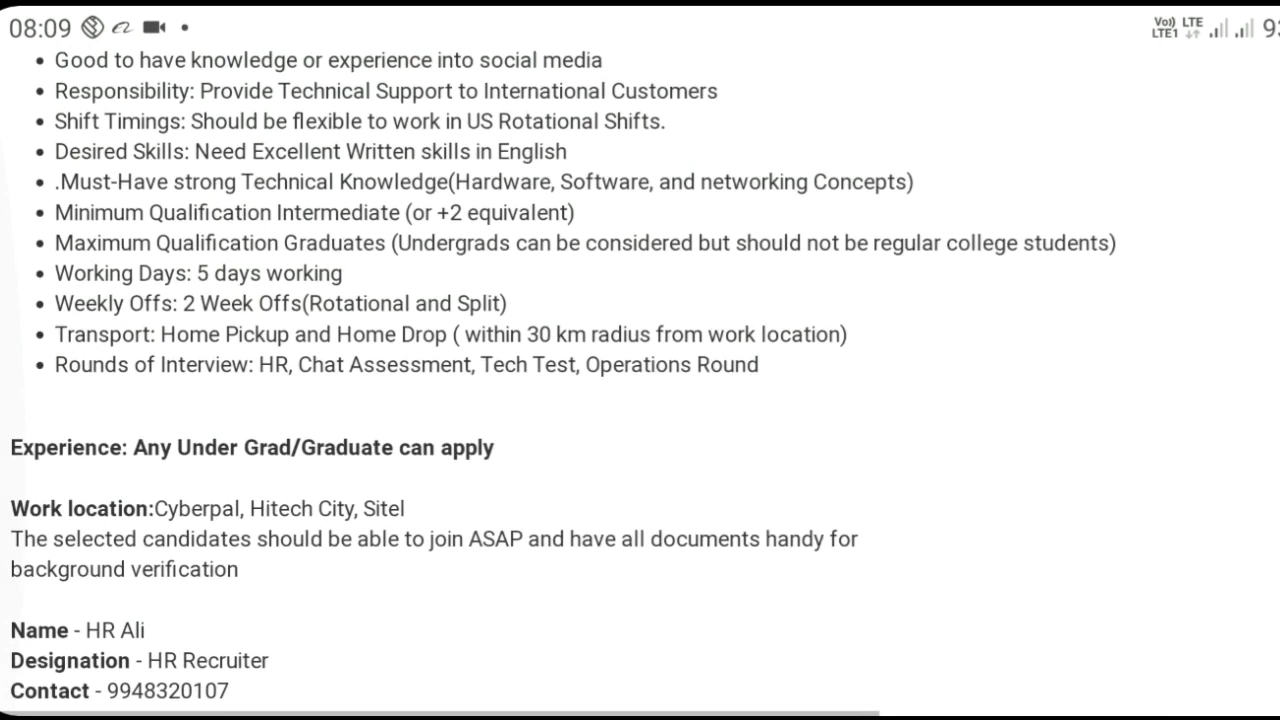 08:09
Vo)) LTE
LTE1
• Good to have knowledge or experience into social media
• Responsibility: Provide Technical Support to International Customers
• Shift Timings: Should be flexible to work in US Rotational Shifts.
• Desired Skills: Need Excellent Written skills in English
• .Must-Have strong Technical Knowledge(Hardware, Software, and networking Concepts)
• Minimum Qualification Intermediate (or +2 equivalent)
• Maximum Qualification Graduates (Undergrads can be considered but should not be regular college students)
• Working Days: 5 days working
• Weekly Offs: 2 Week Offs(Rotational and Split)
• Transport: Home Pickup and Home Drop ( within 30 km radius from work location)
• Rounds of Interview: HR, Chat Assessment, Tech Test, Operations Round
Experience: Any Under Grad/Graduate can apply
Work location:Cyberpal, Hitech City, Sitel
The selected candidates should be able to join ASAP and have all documents handy for
background verification
Name - HR Ali
Designation - HR Recruiter
Contact - 9948320107